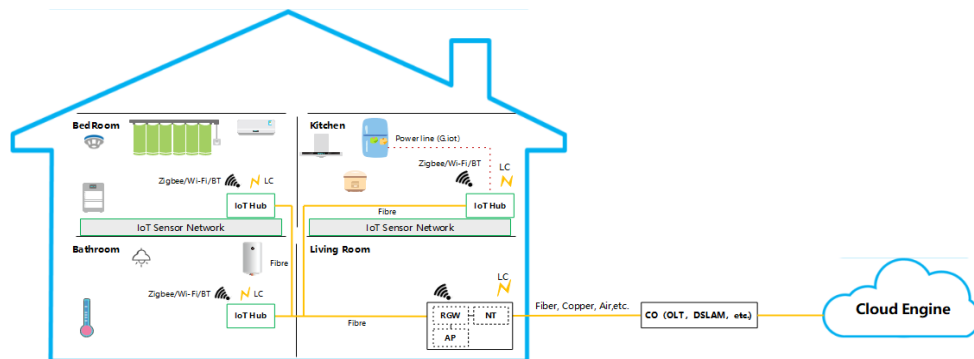 BedRoom
Zigbee/Wi-Fi/BT
LC
IoT Hub
IoT Sensor Network
Kitchen
Power line (G.iot)
Zigbee/Wi-Fi/BT
LC
IoT Hub
Fibre
IoT Sensor Network
Bathroom
Fibre
Zigbee/Wi-Fi/BT
LC
IoT Hub
Living Room
LC
Fibre
RGW
NT
AP
Fiber, Copper, Air,etc.
CO (OLT, DSLAM, etc.)
Cloud Engine